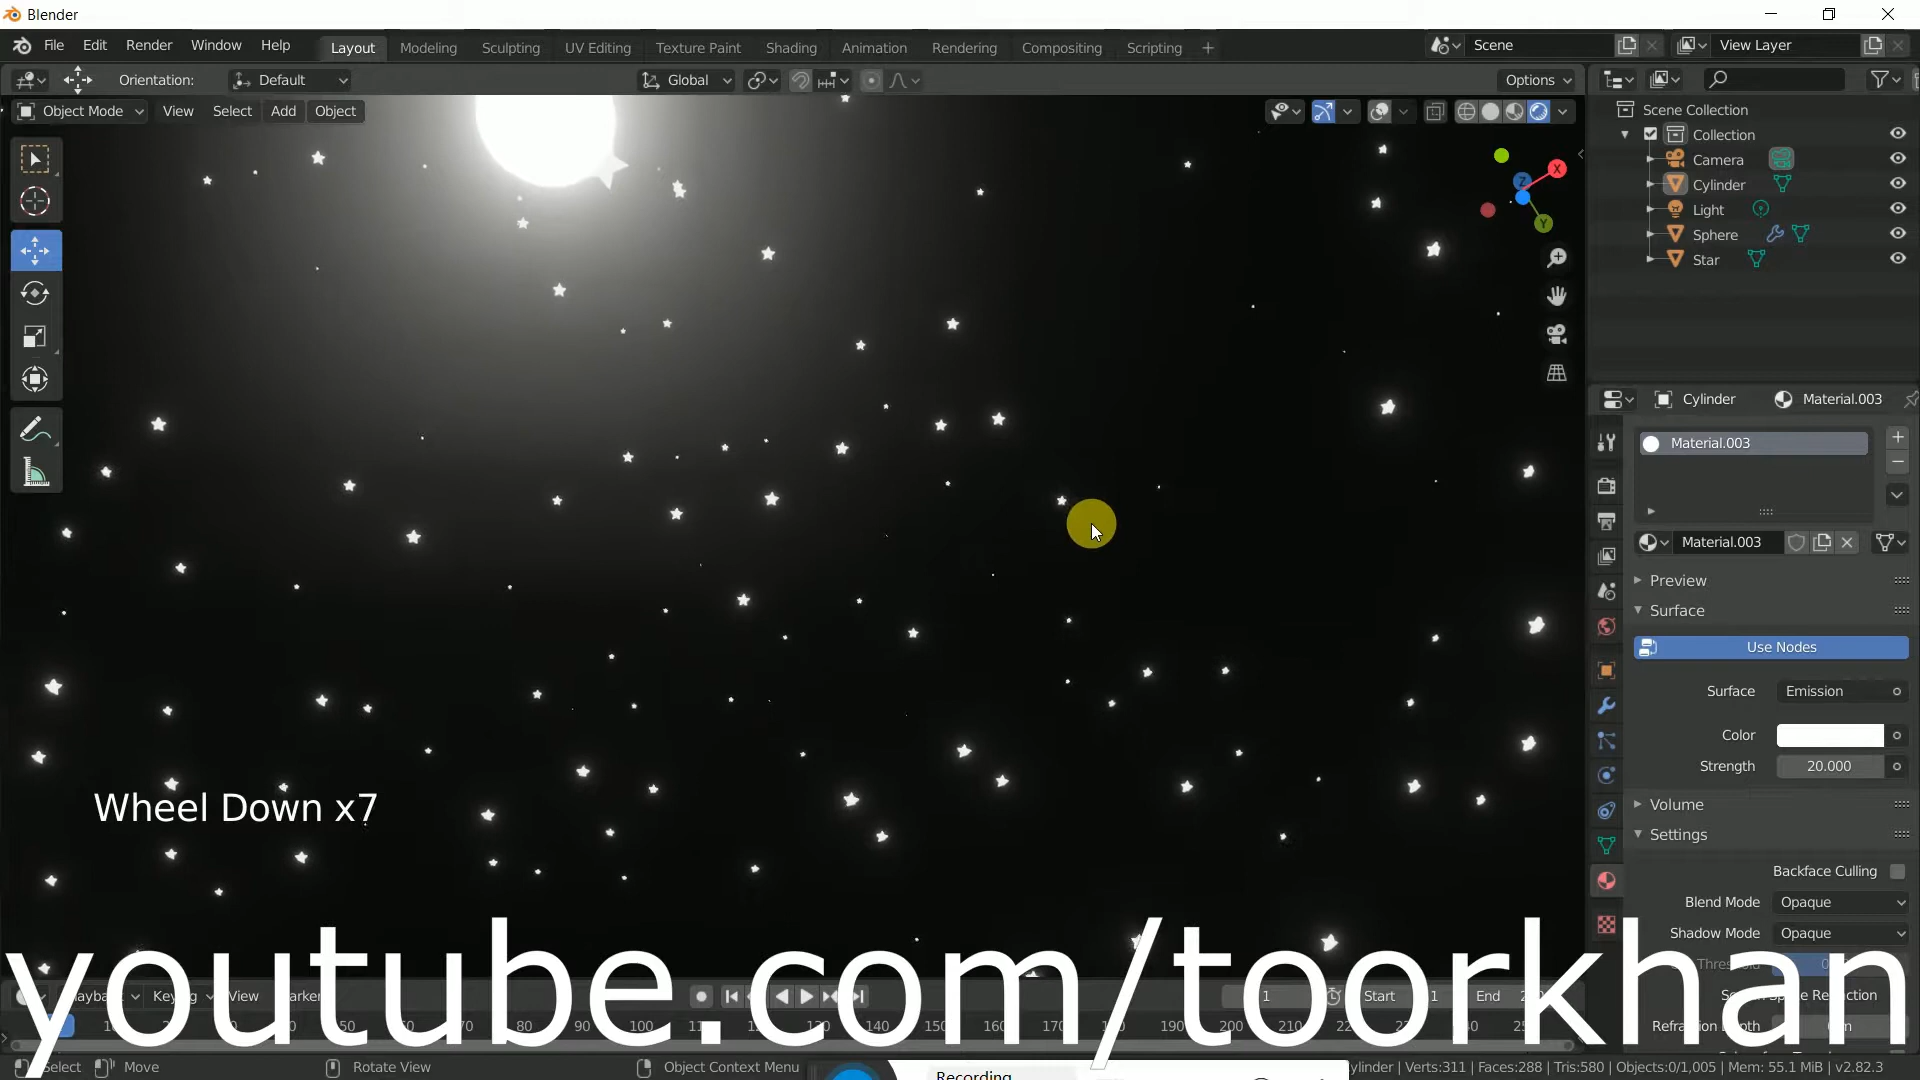 Blender
File Edit Render Window Help Layout Modeling Sculpting UV Editing Texture Paint Shading Animation Rendering Compositing Scripting + Scene View Layer
Orientation: Default Global Options
Object Mode View Select Add Object
Scene Collection
Collection
Camera
Cylinder
Light
Sphere
Star
X
Y
Z
Cylinder Material.003
Material.003
Material.003
Preview
Surface
Use Nodes
Surface Emission
Color
Strength 20.000
Volume
Settings
Backface Culling
Blend Mode Opaque
Shadow Mode Opaque
Wheel Down x7
youtube.com/toorkhan
View 1 Start 1 End
50 80 90 100 120 140 160 190 200 210
Select Move Rotate View Object Context Menu
Recording
ylinder | Verts:311 | Faces:288 | Tris:580 | Objects:0/1,005 | Mem: 55.1 MiB | v2.82.3